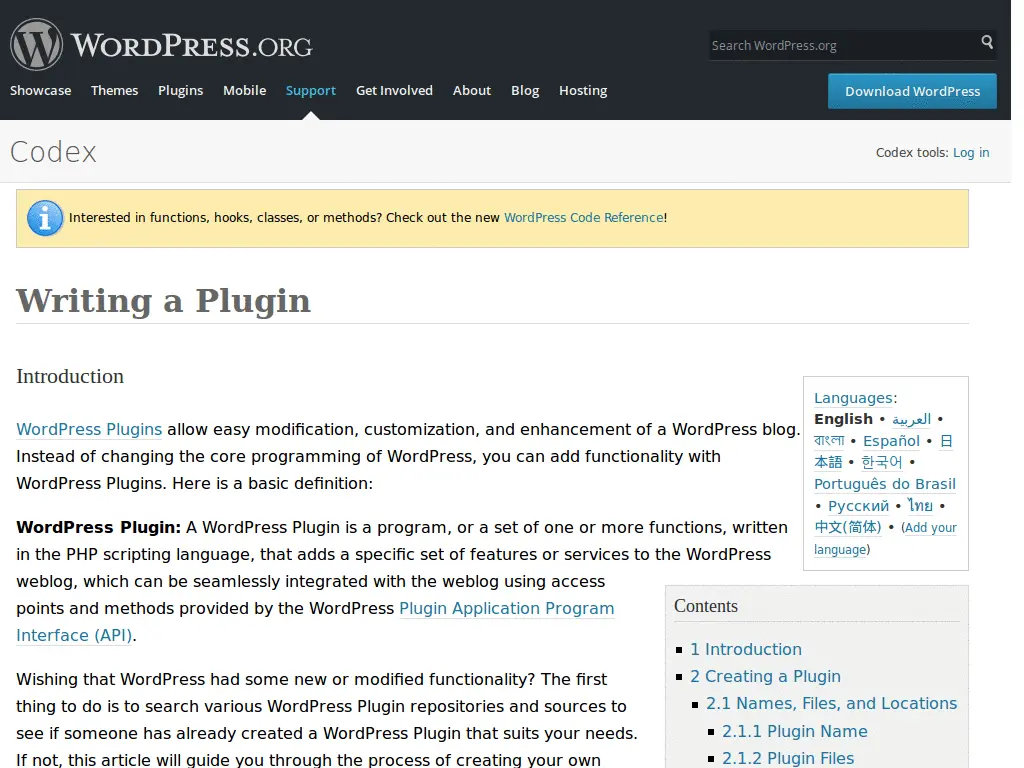 WORDPRESS.ORG
Search WordPress.org
Showcase Themes Plugins Mobile Support Get Involved About Blog Hosting
Download WordPress
Codex
Codex tools: Log in
Interested in functions, hooks, classes, or methods? Check out the new WordPress Code Reference!
Writing a Plugin
Introduction
WordPress Plugins allow easy modification, customization, and enhancement of a WordPress blog.
Instead of changing the core programming of WordPress, you can add functionality with
WordPress Plugins. Here is a basic definition:
WordPress Plugin: A WordPress Plugin is a program, or a set of one or more functions, written
in the PHP scripting language, that adds a specific set of features or services to the WordPress
weblog, which can be seamlessly integrated with the weblog using access
points and methods provided by the WordPress Plugin Application Program
Interface (API).
Wishing that WordPress had some new or modified functionality? The first
thing to do is to search various WordPress Plugin repositories and sources to
see if someone has already created a WordPress Plugin that suits your needs.
If not, this article will guide you through the process of creating your own
Languages:
English • العربية •
বাংলা • Español • 日
本語 • 한국어 •
Português do Brasil
• Русский • ไทย •
中文(简体) • (Add your
language)
Contents
1 Introduction
2 Creating a Plugin
2.1 Names, Files, and Locations
2.1.1 Plugin Name
2.1.2 Plugin Files